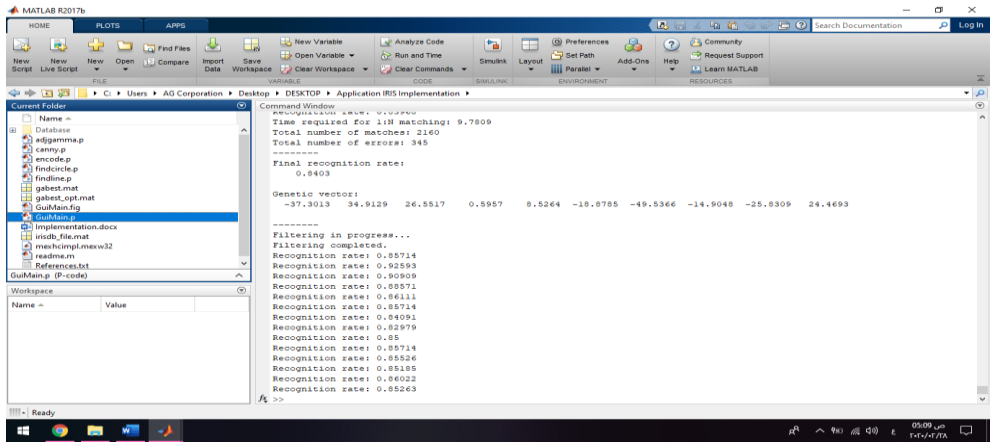 MATLAB R2017b
HOME PLOTS APPS
Search Documentation Log In
New Script
New Live Script
New
Open
Find Files
Compare
Import Data
Save Workspace
New Variable
Open Variable
Clear Workspace
Analyze Code
Run and Time
Clear Commands
Simulink
Layout
Preferences
Set Path
Parallel
Add-Ons
Help
Community
Request Support
Learn MATLAB
FILE VARIABLE CODE SIMULINK ENVIRONMENT RESOURCES
C: Users AG Corporation Desktop DESKTOP Application IRIS Implementation
Current Folder
Name
Database
adjgamma.p
canny.p
encode.p
findcircle.p
findline.p
gabest.mat
gabest_opt.mat
GuiMain.fig
GuiMain.p
Implementation.docx
irisdb_file.mat
mexhcimpl.mexw32
readme.m
References.txt
GuiMain.p (P-code)
Workspace
Name Value
Command Window
Time required for 1:N matching: 9.7809
Total number of matches: 2160
Total number of errors: 345
--------
Final recognition rate:
0.8403
Genetic vector:
-37.3013 34.9129 26.5517 0.5957 8.5264 -18.8785 -49.5366 -14.9048 -25.8309 24.4693
--------
Filtering in progress...
Filtering completed.
Recognition rate: 0.85714
Recognition rate: 0.92593
Recognition rate: 0.90909
Recognition rate: 0.88571
Recognition rate: 0.86111
Recognition rate: 0.85714
Recognition rate: 0.84091
Recognition rate: 0.82979
Recognition rate: 0.85
Recognition rate: 0.85714
Recognition rate: 0.85526
Recognition rate: 0.85185
Recognition rate: 0.86022
Recognition rate: 0.85263
fx >>
Ready
05:09 ص